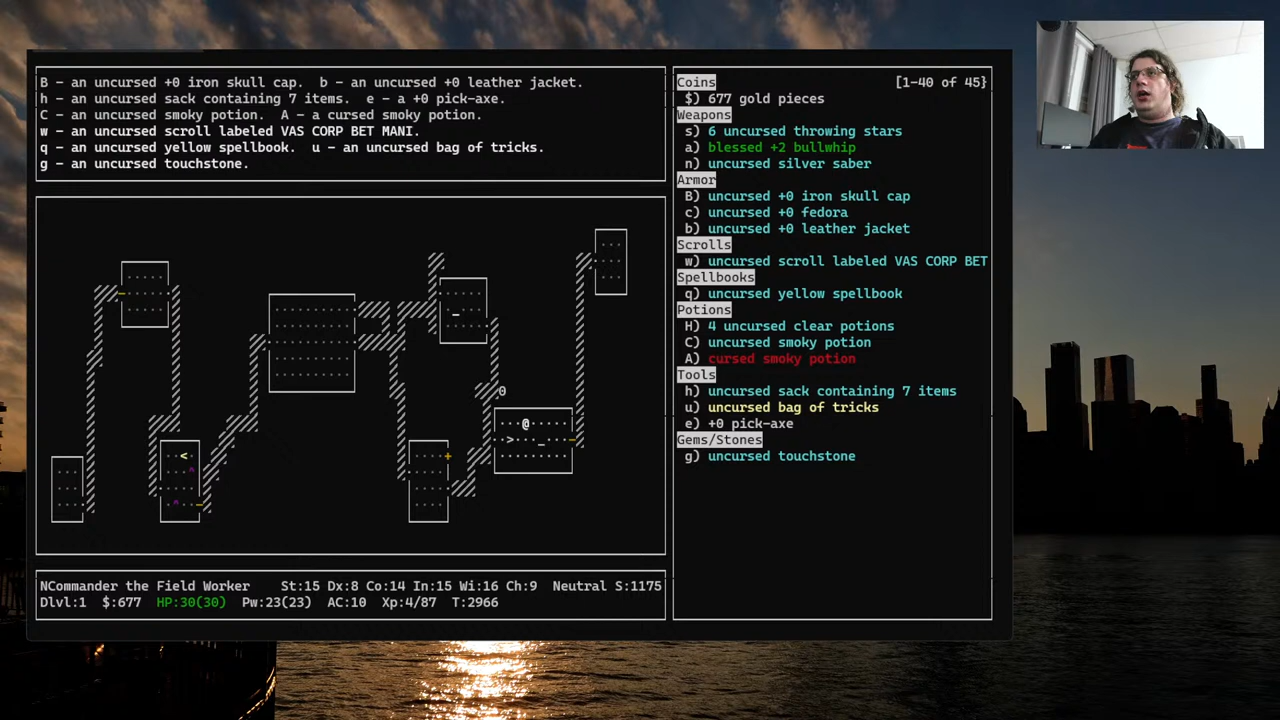 B - an uncursed +0 iron skull cap.  b - an uncursed +0 leather jacket.
h - an uncursed sack containing 7 items.  e - a +0 pick-axe.
C - an uncursed smoky potion.  A - a cursed smoky potion.
w - an uncursed scroll labeled VAS CORP BET MANI.
q - an uncursed yellow spellbook.  u - an uncursed bag of tricks.
g - an uncursed touchstone.
NCommander the Field Worker    St:15 Dx:8 Co:14 In:15 Wi:16 Ch:9  Neutral S:1175
Dlvl:1  $:677  HP:30(30)  Pw:23(23)  AC:10  Xp:4/87  T:2966
Coins [1-40 of 45}
$) 677 gold pieces
Weapons
s) 6 uncursed throwing stars
a) blessed +2 bullwhip
n) uncursed silver saber
Armor
B) uncursed +0 iron skull cap
c) uncursed +0 fedora
b) uncursed +0 leather jacket
Scrolls
w) uncursed scroll labeled VAS CORP BET
Spellbooks
q) uncursed yellow spellbook
Potions
H) 4 uncursed clear potions
C) uncursed smoky potion
A) cursed smoky potion
Tools
h) uncursed sack containing 7 items
u) uncursed bag of tricks
e) +0 pick-axe
Gems/Stones
g) uncursed touchstone